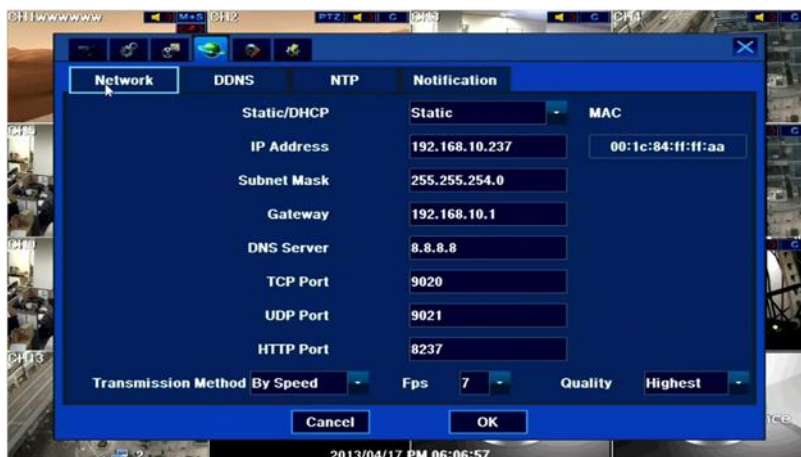 CH1wwwwwww M+S CH2 PTZ G CH3 G CH4 G
Network DDNS NTP Notification
Static/DHCP Static MAC
IP Address 192.168.10.237 00:1c:84:ff:ff:aa
Subnet Mask 255.255.254.0
Gateway 192.168.10.1
DNS Server 8.8.8.8
TCP Port 9020
UDP Port 9021
HTTP Port 8237
CH13
Transmission Method By Speed Fps 7 Quality Highest
Cancel OK
2 2013/04/17 PM 06:06:57